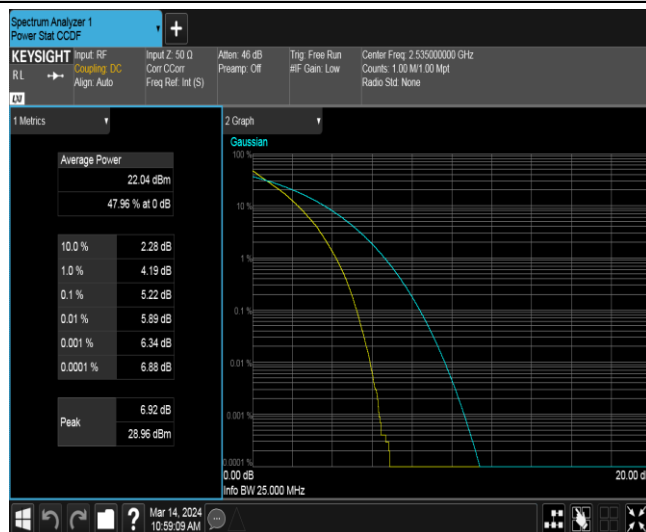 Spectrum Analyzer 1
Power Stat CCDF
+
KEYSIGHT
RL
LXI
Input: RF
Coupling: DC
Align: Auto
Input Z: 50 Ω
Corr CCorr
Freq Ref: Int (S)
Atten: 46 dB
Preamp: Off
Trig: Free Run
#IF Gain: Low
Center Freq: 2.535000000 GHz
Counts: 1.00 M/1.00 Mpt
Radio Std: None
1 Metrics
Average Power
22.04 dBm
47.96 % at 0 dB
10.0 % 2.28 dB
1.0 % 4.19 dB
0.1 % 5.22 dB
0.01 % 5.89 dB
0.001 % 6.34 dB
0.0001 % 6.88 dB
Peak
6.92 dB
28.96 dBm
2 Graph
Gaussian
100 %
10 %
1 %
0.1 %
0.01 %
0.001 %
0.0001 %
0.00 dB
20.00 d
Info BW 25.000 MHz
?
Mar 14, 2024
10:59:09 AM